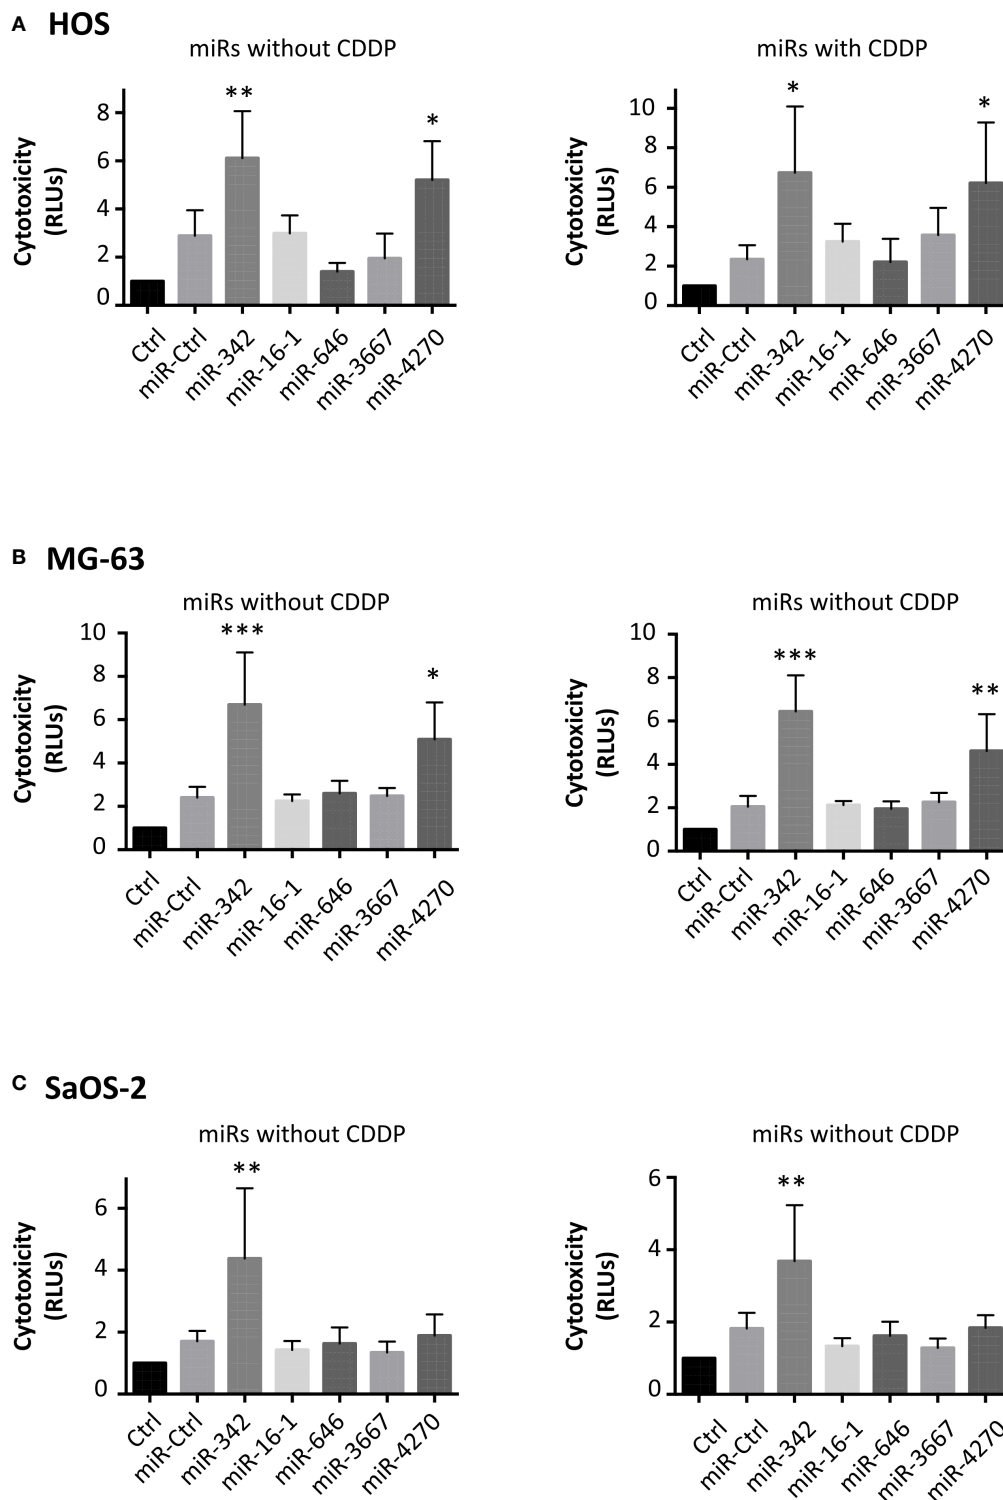 A HOS
miRs without CDDP
**
*
8
6
4
2
0
Cytotoxicity
(RLUs)
Ctrl
miR-Ctrl
miR-342
miR-16-1
miR-646
miR-3667
miR-4270
miRs with CDDP
*
*
10
8
6
4
2
0
Cytotoxicity
(RLUs)
Ctrl
miR-Ctrl
miR-342
miR-16-1
miR-646
miR-3667
miR-4270
B MG-63
miRs without CDDP
***
*
10
8
6
4
2
0
Cytotoxicity
(RLUs)
Ctrl
miR-Ctrl
miR-342
miR-16-1
miR-646
miR-3667
miR-4270
miRs without CDDP
***
**
10
8
6
4
2
0
Cytotoxicity
(RLUs)
Ctrl
miR-Ctrl
miR-342
miR-16-1
miR-646
miR-3667
miR-4270
C SaOS-2
miRs without CDDP
**
6
4
2
0
Cytotoxicity
(RLUs)
Ctrl
miR-Ctrl
miR-342
miR-16-1
miR-646
miR-3667
miR-4270
miRs without CDDP
**
6
4
2
0
Cytotoxicity
(RLUs)
Ctrl
miR-Ctrl
miR-342
miR-16-1
miR-646
miR-3667
miR-4270